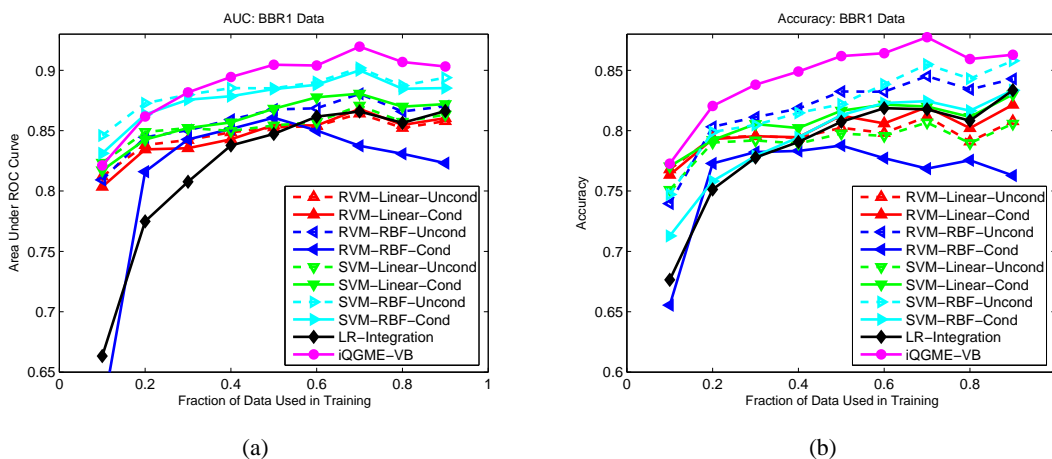 AUC: BBR1 Data
Area Under ROC Curve
0.9
0.85
0.8
0.75
0.7
0.65
0
0.2
0.4
0.6
0.8
1
Fraction of Data Used in Training
RVM−Linear−Uncond
RVM−Linear−Cond
RVM−RBF−Uncond
RVM−RBF−Cond
SVM−Linear−Uncond
SVM−Linear−Cond
SVM−RBF−Uncond
SVM−RBF−Cond
LR−Integration
iQGME−VB
(a)
Accuracy: BBR1 Data
Accuracy
0.85
0.8
0.75
0.7
0.65
0.6
0
0.2
0.4
0.6
0.8
1
Fraction of Data Used in Training
RVM−Linear−Uncond
RVM−Linear−Cond
RVM−RBF−Uncond
RVM−RBF−Cond
SVM−Linear−Uncond
SVM−Linear−Cond
SVM−RBF−Uncond
SVM−RBF−Cond
LR−Integration
iQGME−VB
(b)